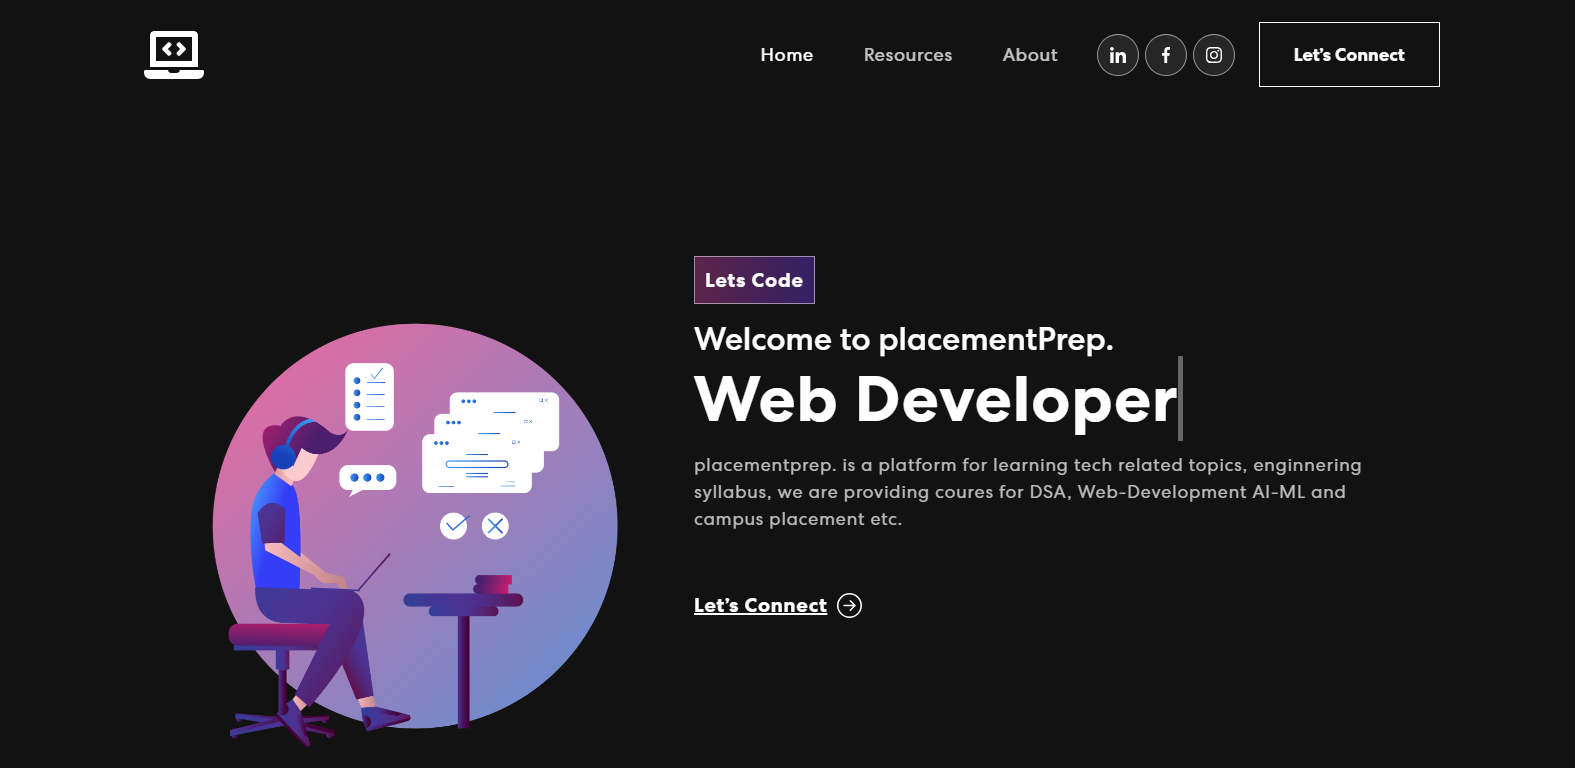 Home
Resources
About
Let's Connect
Lets Code
Welcome to placementPrep.
Web Developer
placementprep. is a platform for learning tech related topics, enginnering
syllabus, we are providing coures for DSA, Web-Development AI-ML and
campus placement etc.
Let's Connect